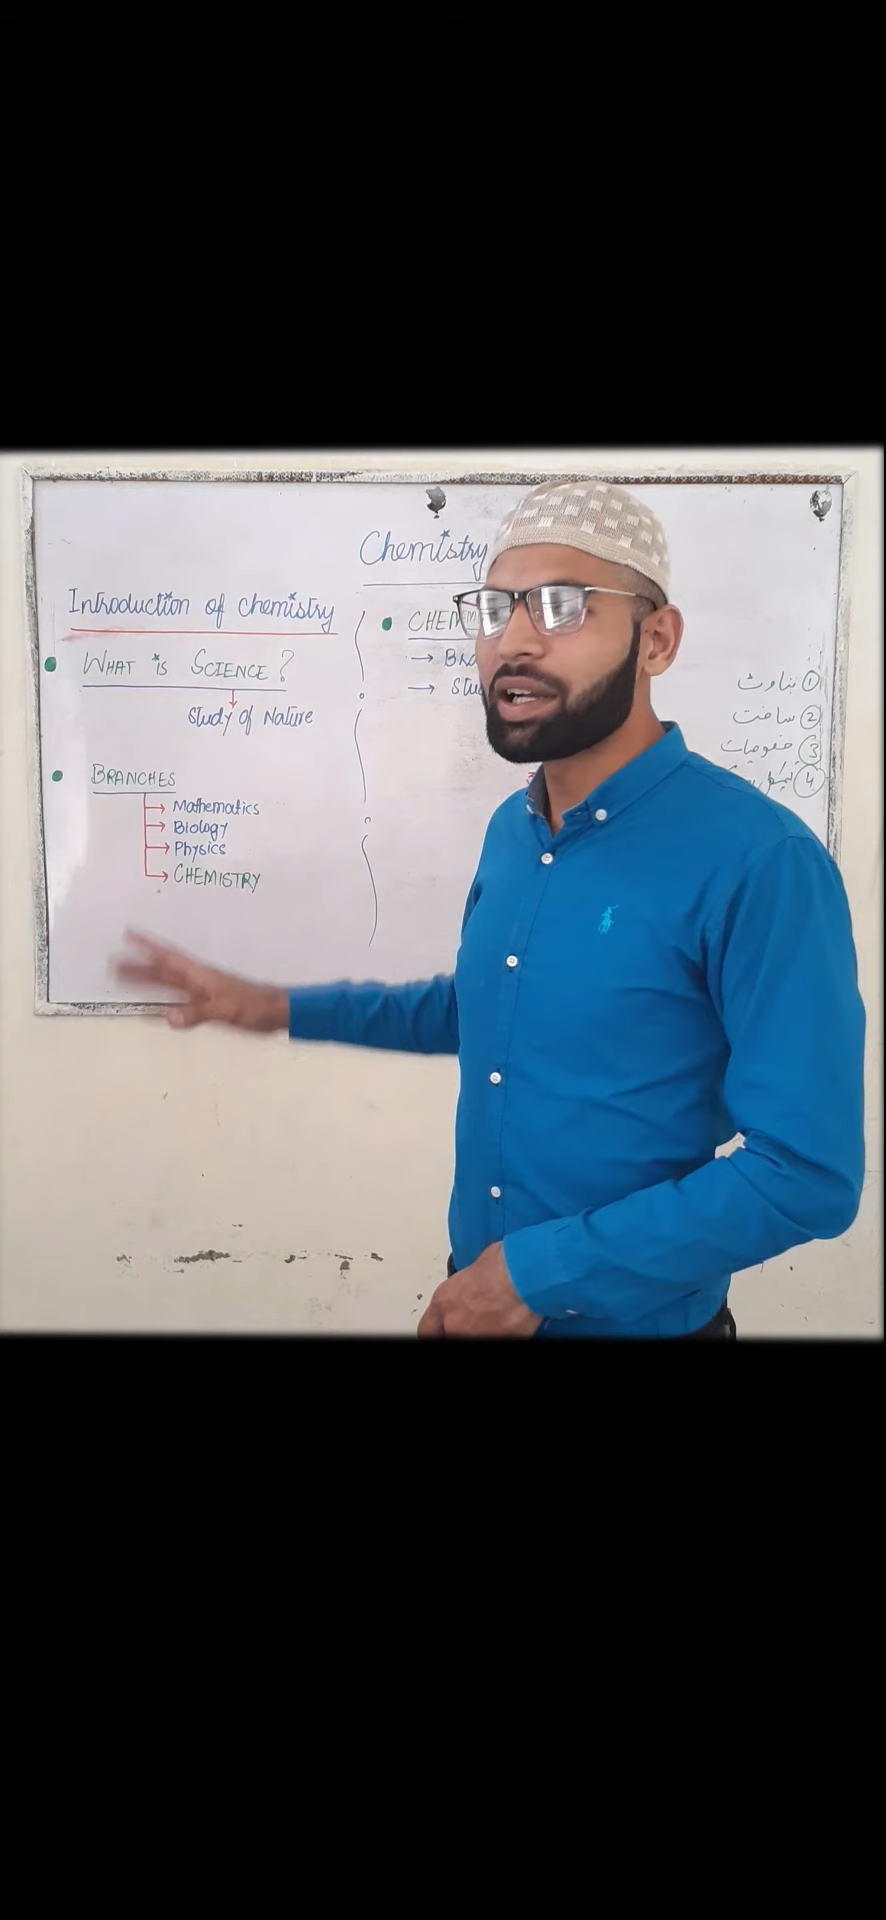 Chemistry
Introduction of chemistry
WHAT is SCIENCE?
Study of Nature
BRANCHES
Mathematics
Biology
Physics
CHEMISTRY
① بناوٹ
② ساخت
③ خصوصیات
④